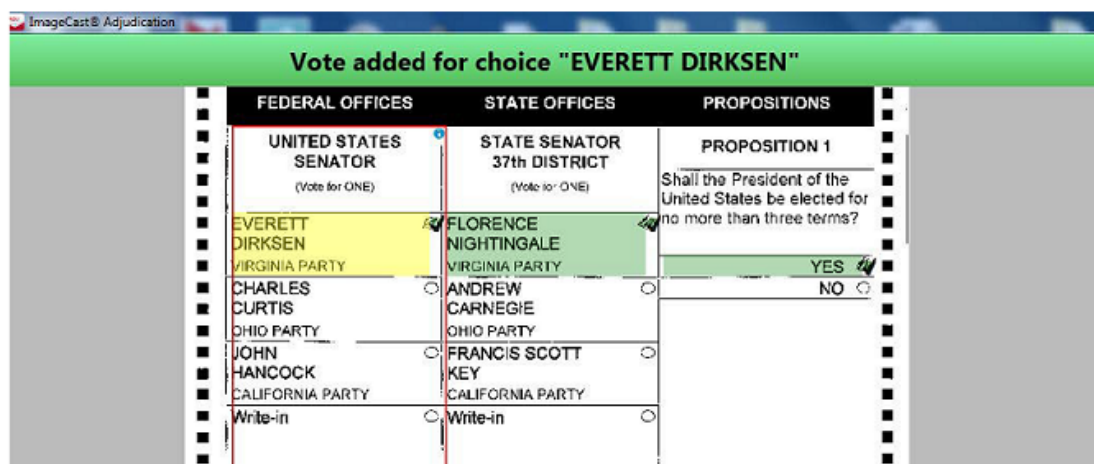 ImageCast® Adjudication
Vote added for choice "EVERETT DIRKSEN"
FEDERAL OFFICES
STATE OFFICES
PROPOSITIONS
UNITED STATES
SENATOR
(Vote for ONE)
EVERETT
DIRKSEN
VIRGINIA PARTY
CHARLES
CURTIS
OHIO PARTY
JOHN
HANCOCK
CALIFORNIA PARTY
Write-in
STATE SENATOR
37th DISTRICT
(Vote for ONE)
FLORENCE
NIGHTINGALE
VIRGINIA PARTY
ANDREW
CARNEGIE
OHIO PARTY
FRANCIS SCOTT
KEY
CALIFORNIA PARTY
Write-in
PROPOSITION 1
Shall the President of the
United States be elected for
no more than three terms?
YES
NO